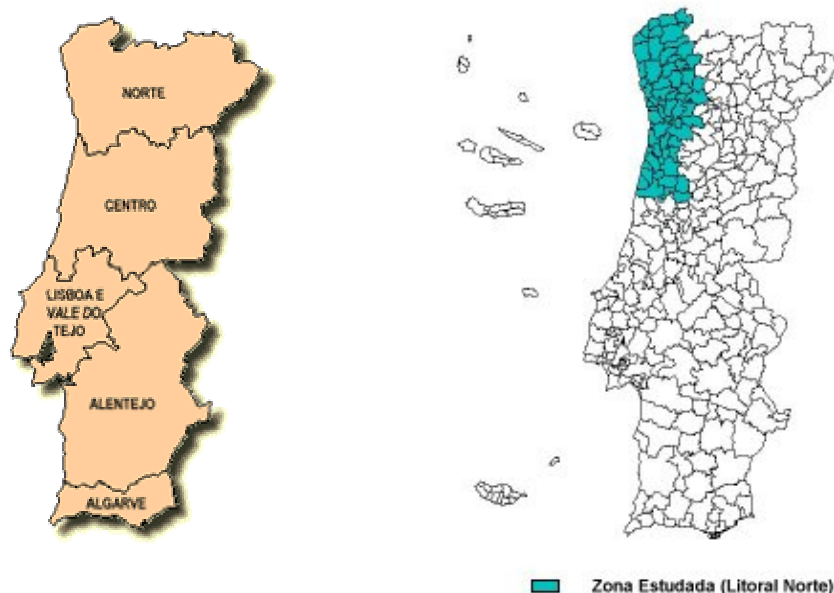 NORTE
CENTRO
LISBOA E
VALE DO
TEJO
ALENTEJO
ALGARVE
Zona Estudada (Litoral Norte)